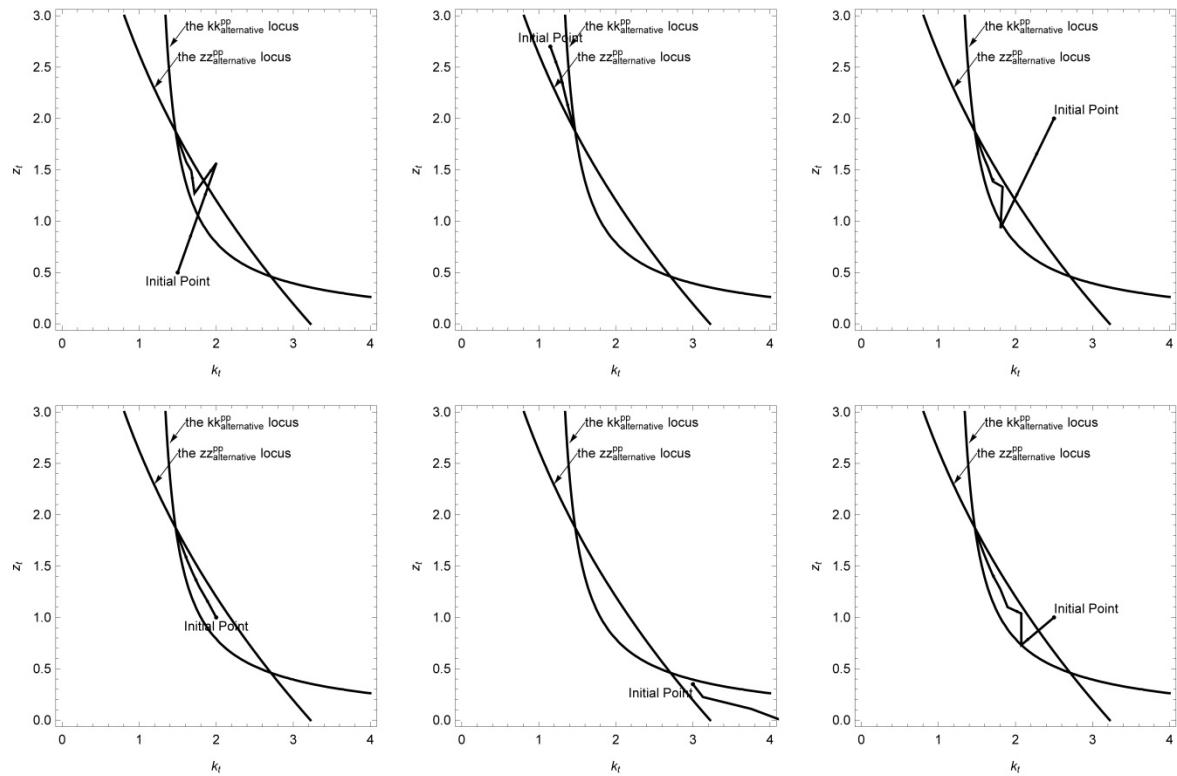 3.0
the kk^pp_alternative locus
2.5
the zz^pp_alternative locus
2.0
z_t
1.5
1.0
0.5
Initial Point
0.0
0 1 2 3 4
k_t
3.0
Initial Point
the kk^pp_alternative locus
2.5
the zz^pp_alternative locus
2.0
z_t
1.5
1.0
0.5
0.0
0 1 2 3 4
k_t
3.0
the kk^pp_alternative locus
2.5
the zz^pp_alternative locus
2.0
Initial Point
z_t
1.5
1.0
0.5
0.0
0 1 2 3 4
k_t
3.0
the kk^pp_alternative locus
2.5
the zz^pp_alternative locus
2.0
z_t
1.5
1.0
Initial Point
0.5
0.0
0 1 2 3 4
k_t
3.0
the kk^pp_alternative locus
2.5
the zz^pp_alternative locus
2.0
z_t
1.5
1.0
0.5
Initial Point
0.0
0 1 2 3 4
k_t
3.0
the kk^pp_alternative locus
2.5
the zz^pp_alternative locus
2.0
z_t
1.5
Initial Point
1.0
0.5
0.0
0 1 2 3 4
k_t